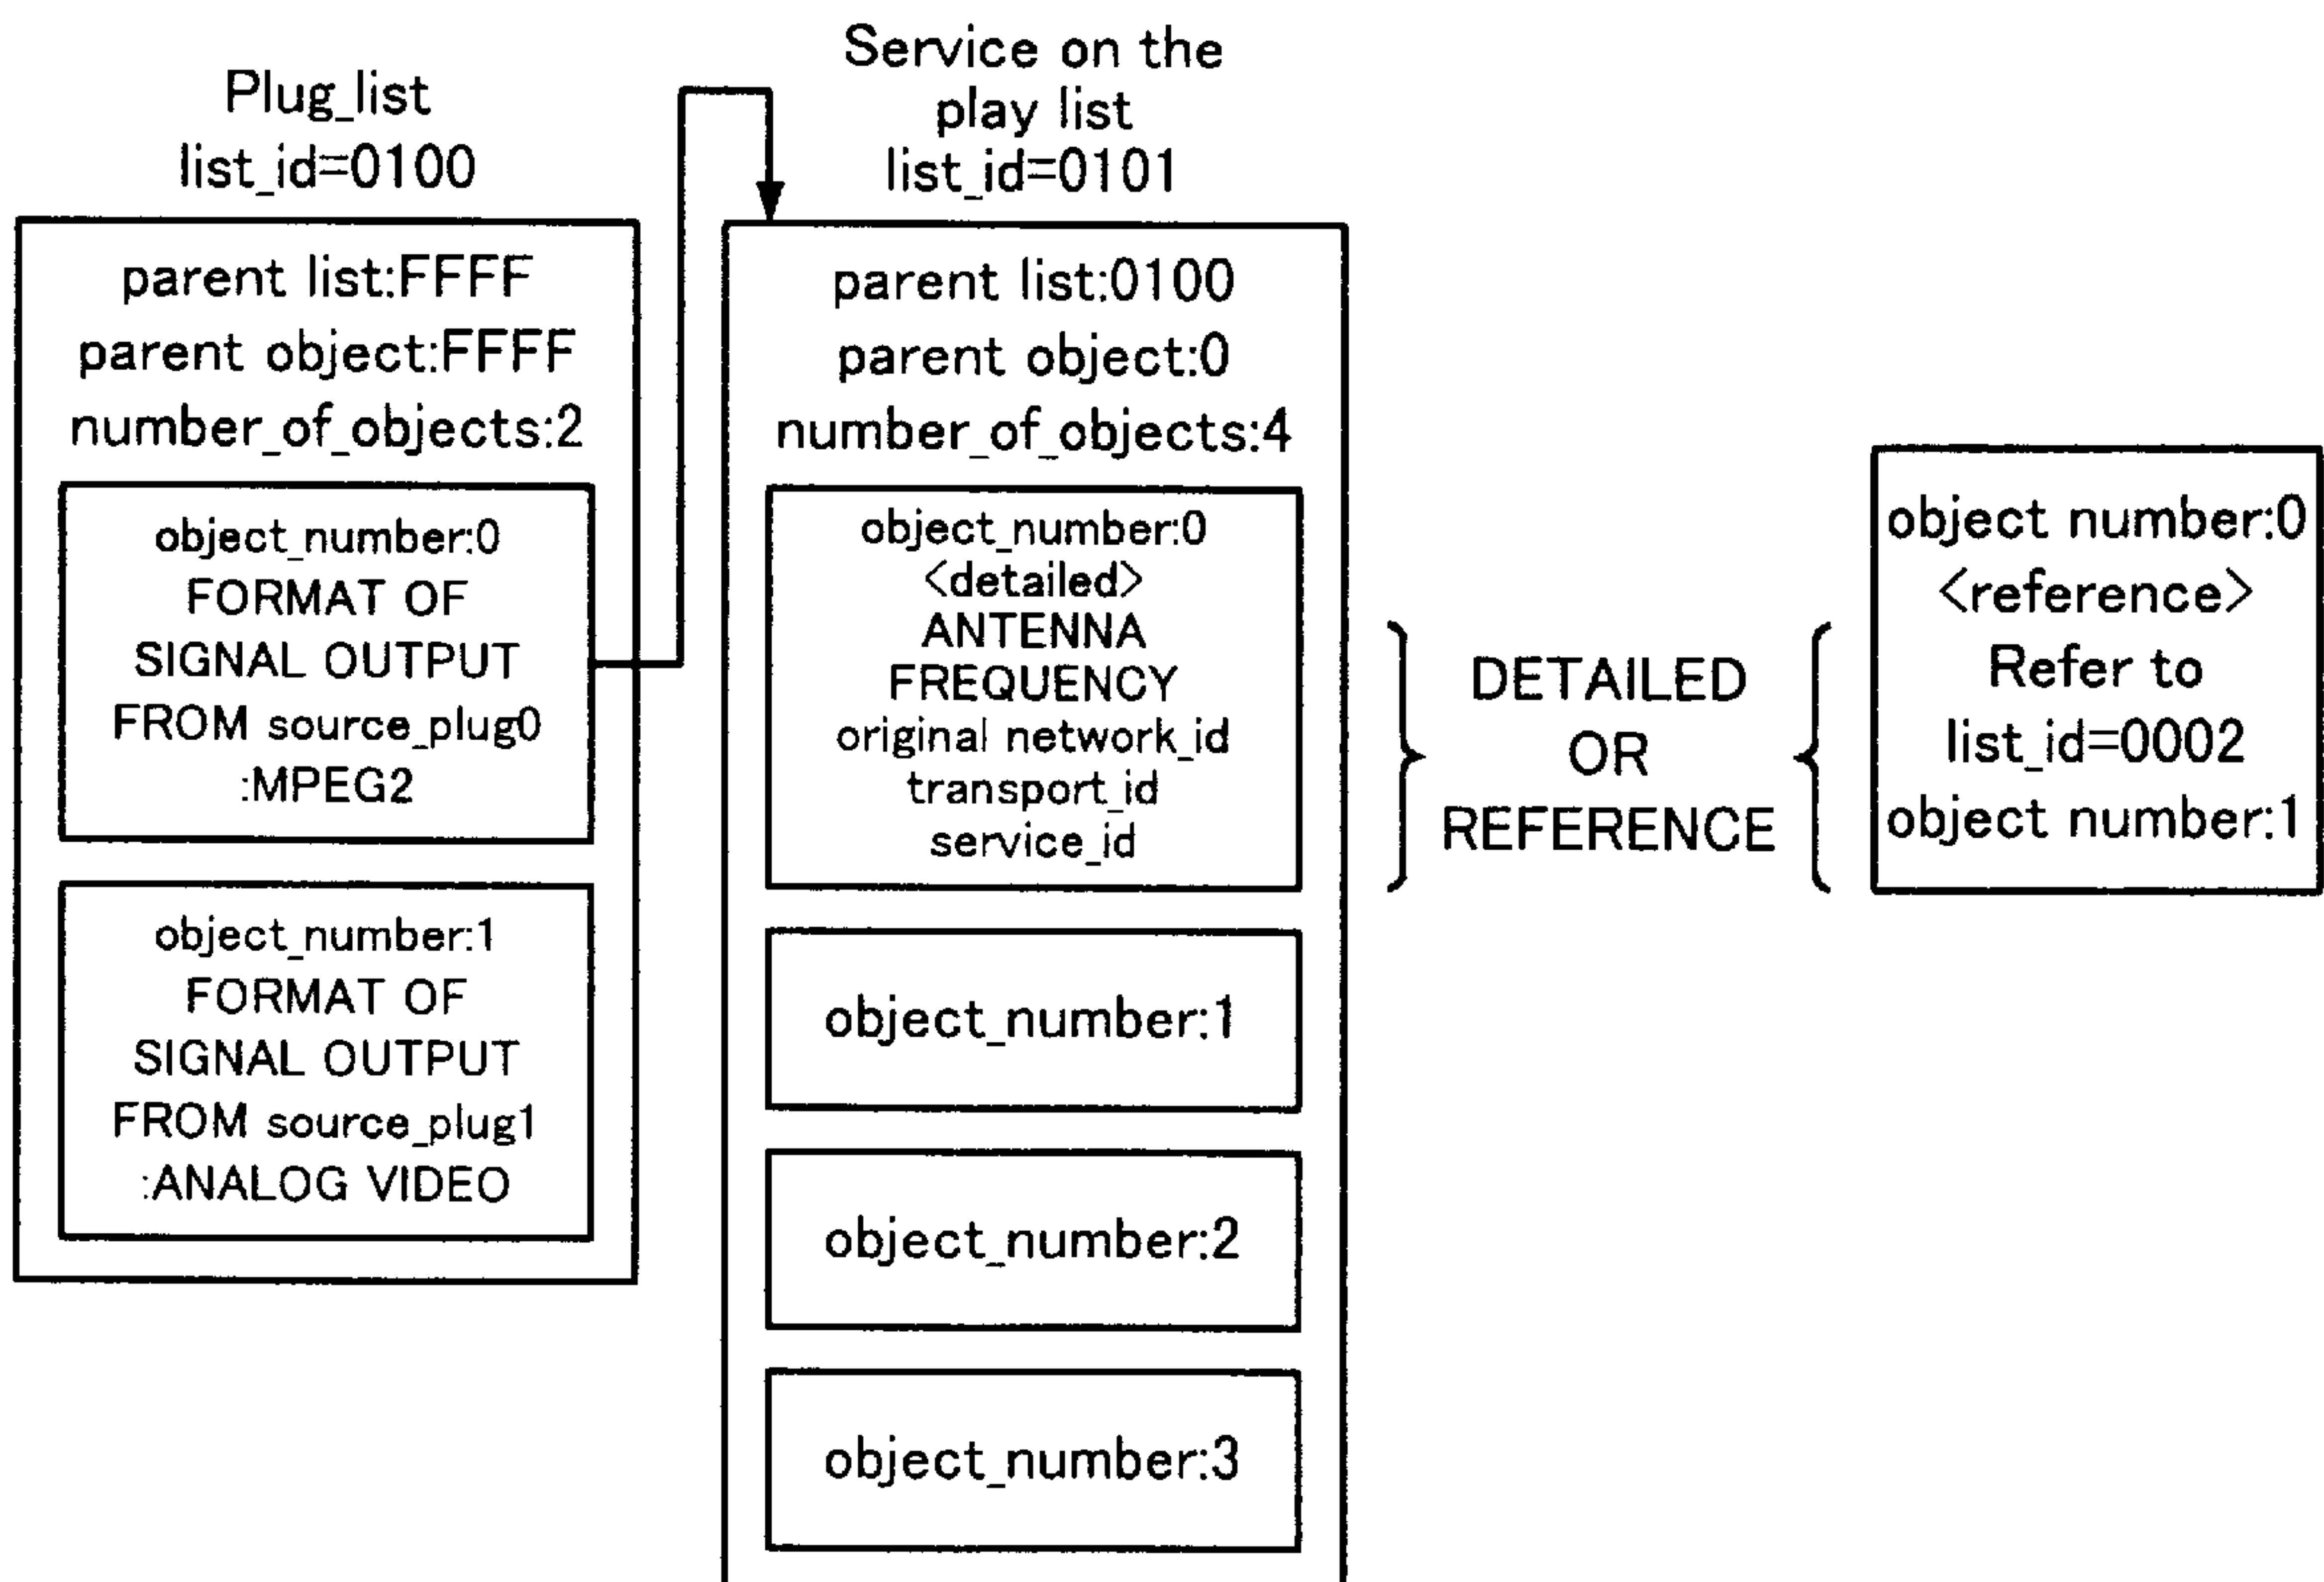 Plug_list
list_id=0100
parent list:FFFF
parent object:FFFF
number_of_objects:2
object_number:0
FORMAT OF
SIGNAL OUTPUT
FROM source_plug0
:MPEG2
object_number:1
FORMAT OF
SIGNAL OUTPUT
FROM source_plug1
:ANALOG VIDEO
Service on the
play list
list_id=0101
parent list:0100
parent object:0
number_of_objects:4
object_number:0
<detailed>
ANTENNA
FREQUENCY
original network_id
transport_id
service_id
object_number:1
object_number:2
object_number:3
DETAILED
OR
REFERENCE
object number:0
<reference>
Refer to
list_id=0002
object number:1